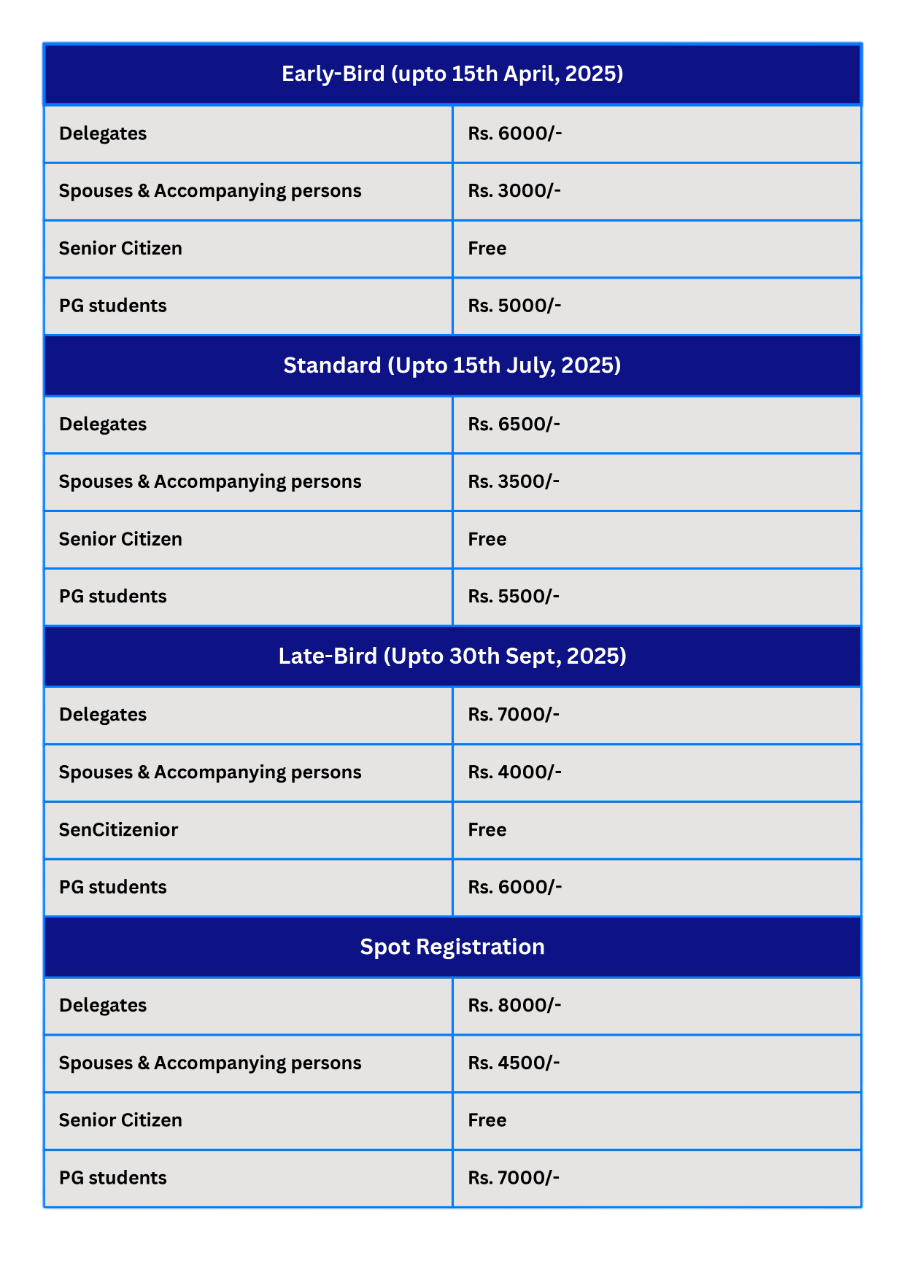 Early-Bird (upto 15th April, 2025)
Delegates Rs. 6000/-
Spouses & Accompanying persons Rs. 3000/-
Senior Citizen Free
PG students Rs. 5000/-
Standard (Upto 15th July, 2025)
Delegates Rs. 6500/-
Spouses & Accompanying persons Rs. 3500/-
Senior Citizen Free
PG students Rs. 5500/-
Late-Bird (Upto 30th Sept, 2025)
Delegates Rs. 7000/-
Spouses & Accompanying persons Rs. 4000/-
SenCitizenior Free
PG students Rs. 6000/-
Spot Registration
Delegates Rs. 8000/-
Spouses & Accompanying persons Rs. 4500/-
Senior Citizen Free
PG students Rs. 7000/-